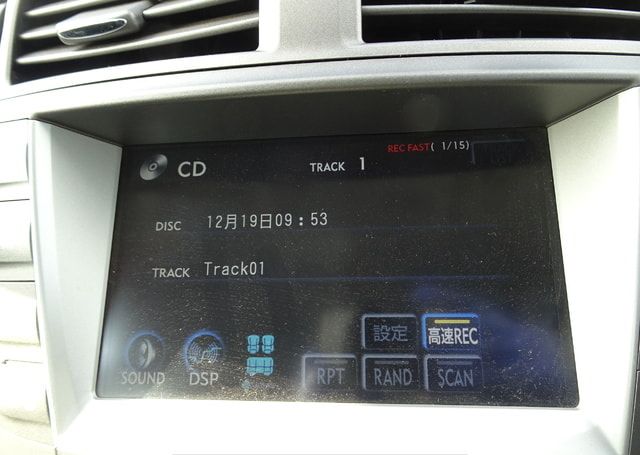 CD TRACK 1 REC FAST( 1/15)
DISC 12月19日09：53
TRACK Track01
設定 高速REC
SOUND DSP RPT RAND SCAN